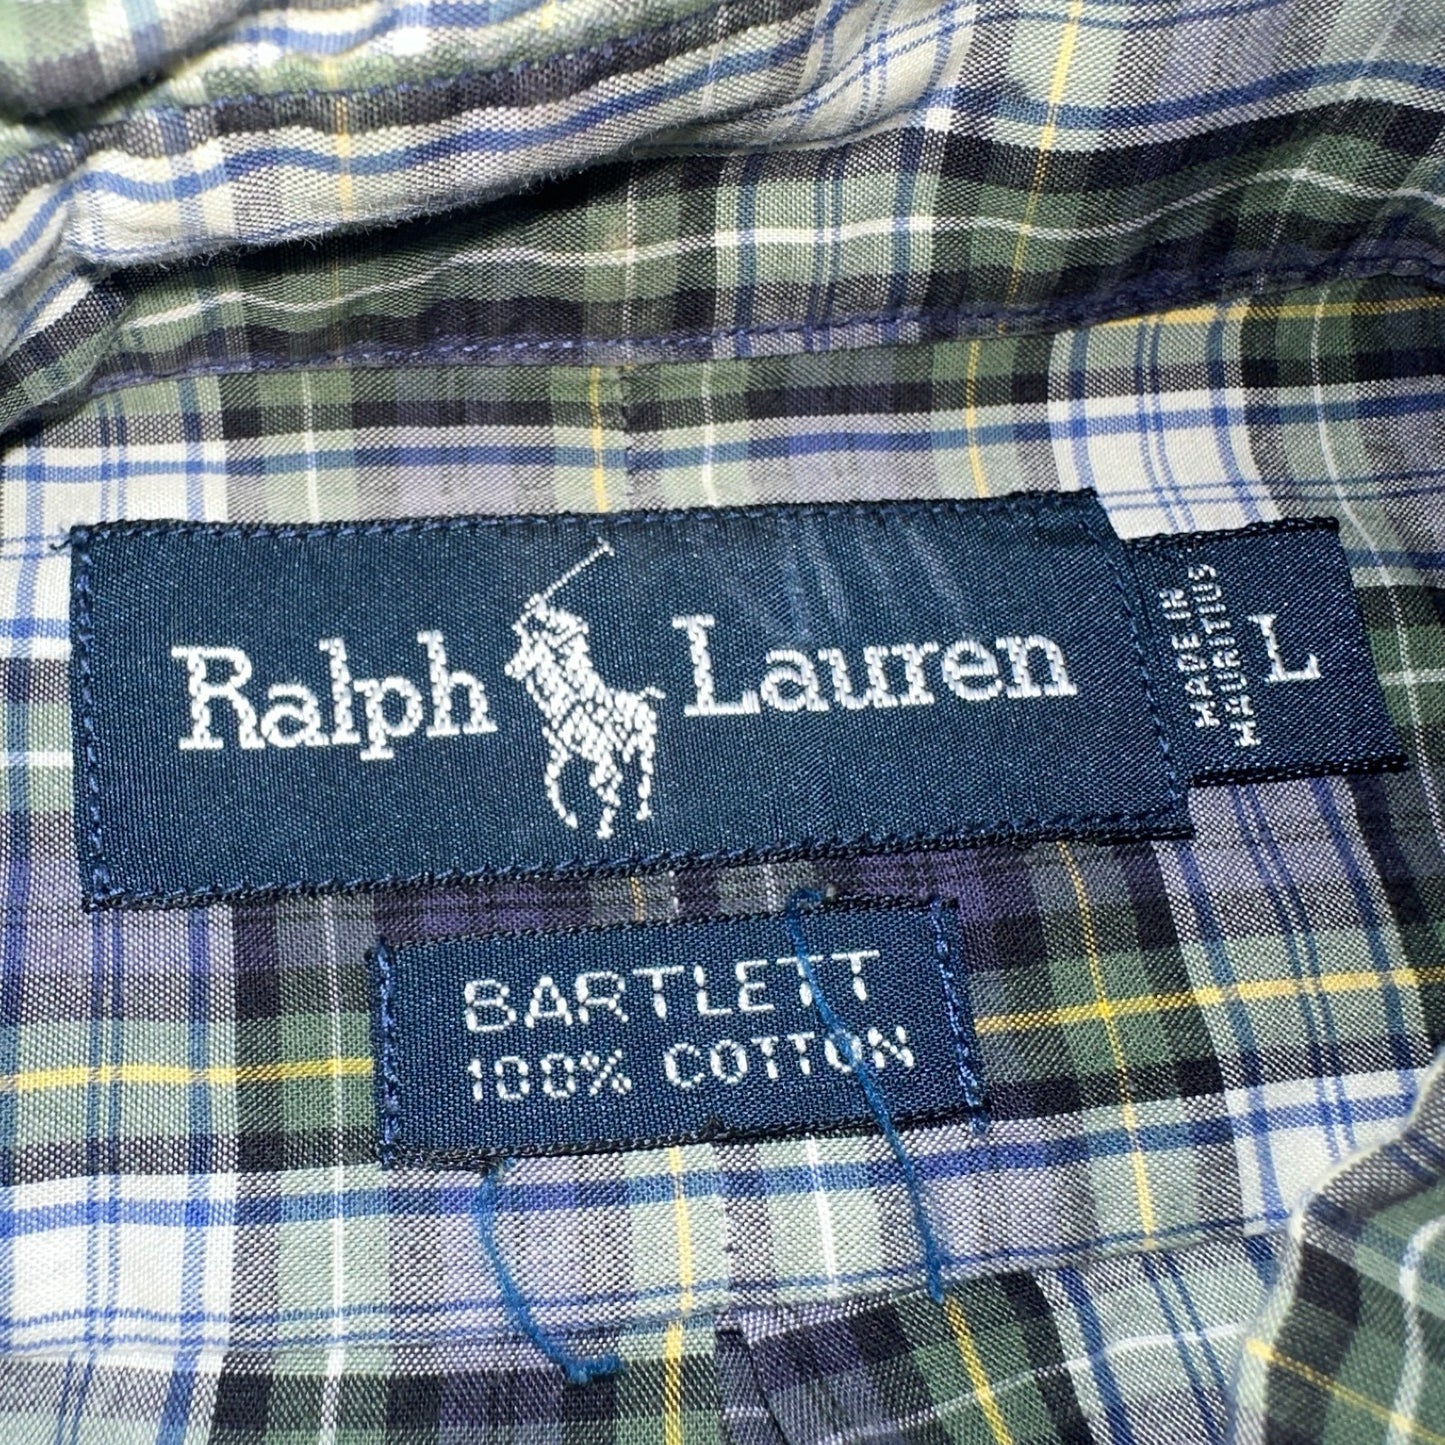 Ralph Lauren
MADE IN
MAURITIUS
L
BARTLETT
100% COTTON